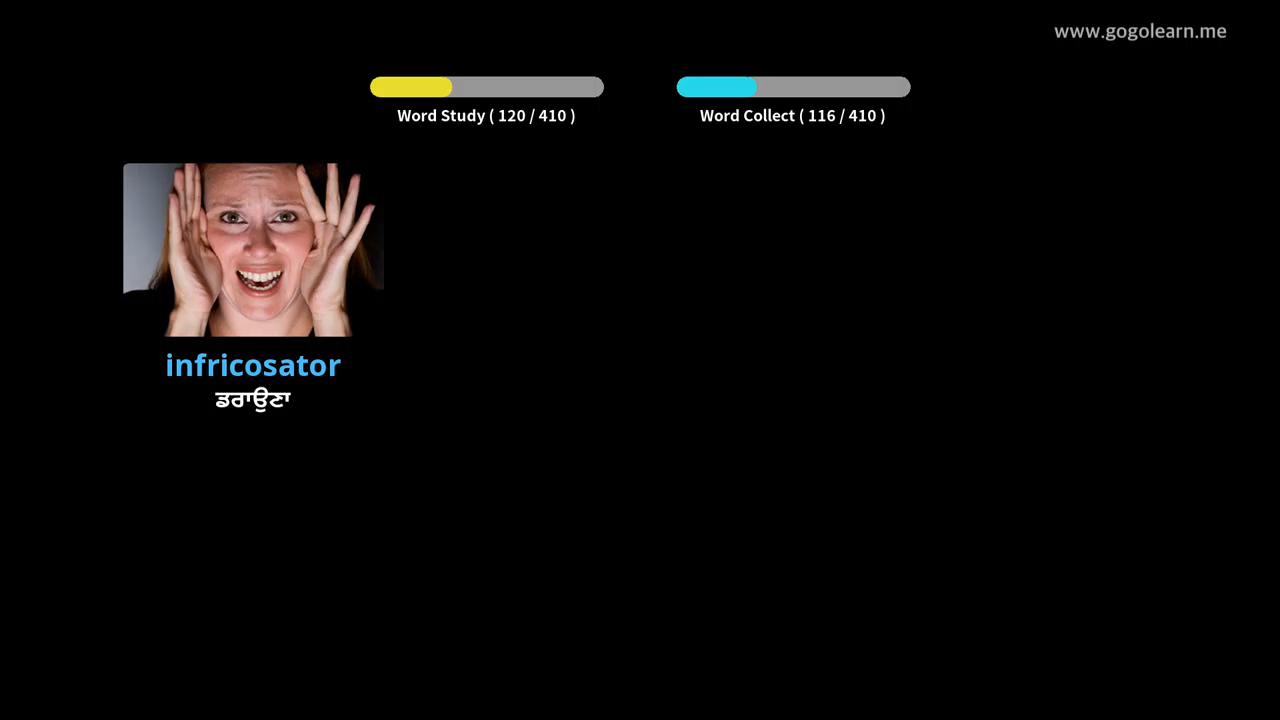 www.gogolearn.me
Word Study ( 120 / 410 )
Word Collect ( 116 / 410 )
infricosator
ਡਰਾਉਣਾ